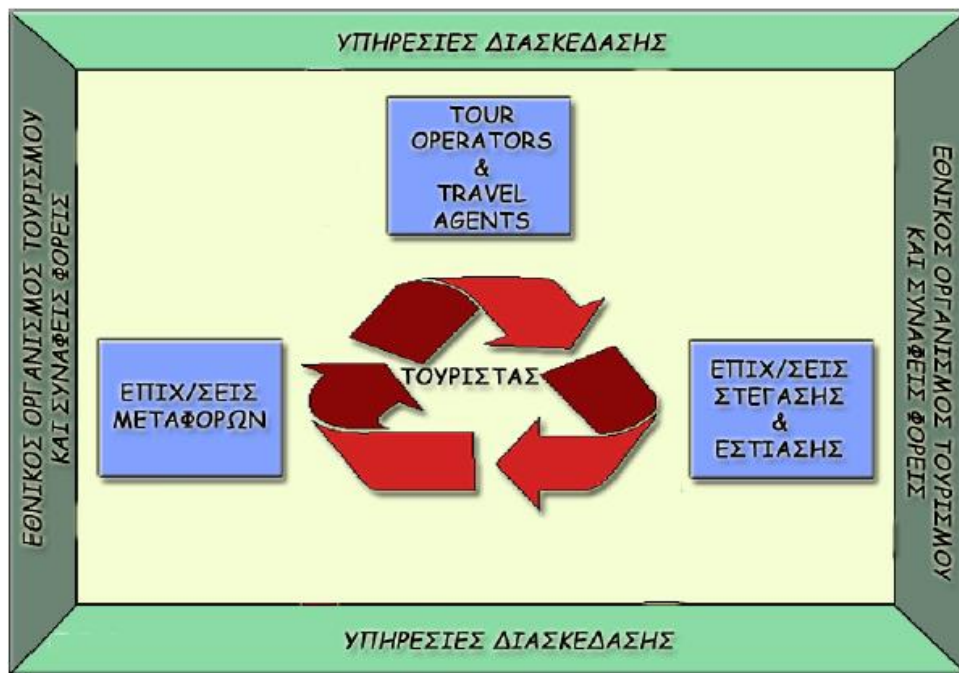 ΥΠΗΡΕΣΙΕΣ ΔΙΑΣΚΕΔΑΣΗΣ
ΕΘΝΙΚΟΣ ΟΡΓΑΝΙΣΜΟΣ ΤΟΥΡΙΣΜΟΥ
ΚΑΙ ΣΥΝΑΦΕΙΣ ΦΟΡΕΙΣ
TOUR
OPERATORS
&
TRAVEL
AGENTS
ΕΠΙΧ/ΣΕΙΣ
ΜΕΤΑΦΟΡΩΝ
ΤΟΥΡΙΣΤΑΣ
ΕΠΙΧ/ΣΕΙΣ
ΣΤΕΓΑΣΗΣ
&
ΕΣΤΙΑΣΗΣ
ΕΘΝΙΚΟΣ ΟΡΓΑΝΙΣΜΟΣ ΤΟΥΡΙΣΜΟΥ
ΚΑΙ ΣΥΝΑΦΕΙΣ ΦΟΡΕΙΣ
ΥΠΗΡΕΣΙΕΣ ΔΙΑΣΚΕΔΑΣΗΣ